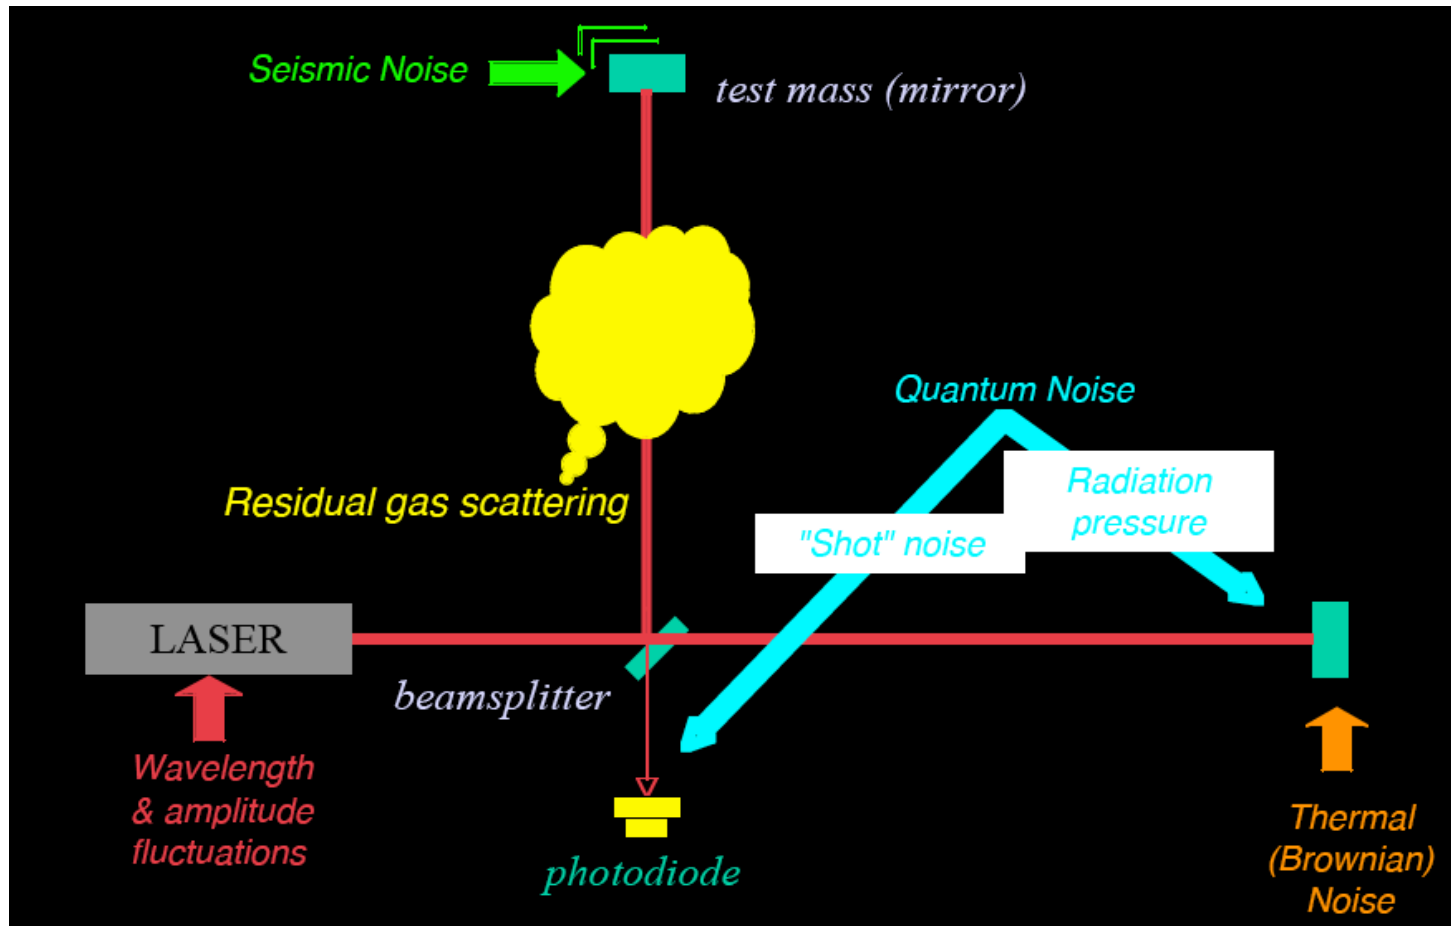 Seismic Noise
test mass (mirror)
Quantum Noise
Radiation
pressure
Residual gas scattering
"Shot" noise
LASER
beamsplitter
Wavelength
& amplitude
fluctuations
photodiode
Thermal
(Brownian)
Noise